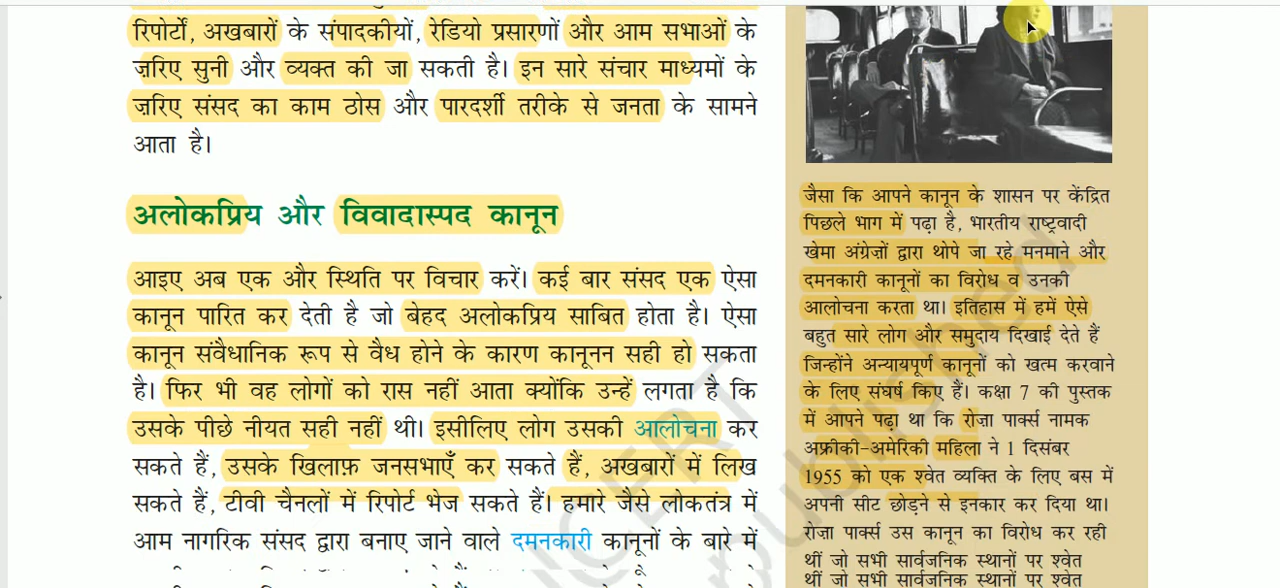 रिपोर्टों, अखबारों के संपादकीयों, रेडियो प्रसारणों और आम सभाओं के
ज़रिए सुनी और व्यक्त की जा सकती है। इन सारे संचार माध्यमों के
ज़रिए संसद का काम ठोस और पारदर्शी तरीके से जनता के सामने
आता है।
अलोकप्रिय और विवादास्पद कानून
आइए अब एक और स्थिति पर विचार करें। कई बार संसद एक ऐसा
कानून पारित कर देती है जो बेहद अलोकप्रिय साबित होता है। ऐसा
कानून संवैधानिक रूप से वैध होने के कारण कानूनन सही हो सकता
है। फिर भी वह लोगों को रास नहीं आता क्योंकि उन्हें लगता है कि
उसके पीछे नीयत सही नहीं थी। इसीलिए लोग उसकी आलोचना कर
सकते हैं, उसके खिलाफ़ जनसभाएँ कर सकते हैं, अखबारों में लिख
सकते हैं, टीवी चैनलों में रिपोर्ट भेज सकते हैं। हमारे जैसे लोकतंत्र में
आम नागरिक संसद द्वारा बनाए जाने वाले दमनकारी कानूनों के बारे में
जैसा कि आपने कानून के शासन पर केंद्रित
पिछले भाग में पढ़ा है, भारतीय राष्ट्रवादी
खेमा अंग्रेज़ों द्वारा थोपे जा रहे मनमाने और
दमनकारी कानूनों का विरोध व उनकी
आलोचना करता था। इतिहास में हमें ऐसे
बहुत सारे लोग और समुदाय दिखाई देते हैं
जिन्होंने अन्यायपूर्ण कानूनों को खत्म करवाने
के लिए संघर्ष किए हैं। कक्षा 7 की पुस्तक
में आपने पढ़ा था कि रोज़ा पार्क्स नामक
अफ्रीकी-अमेरिकी महिला ने 1 दिसंबर
1955 को एक श्वेत व्यक्ति के लिए बस में
अपनी सीट छोड़ने से इनकार कर दिया था।
रोज़ा पार्क्स उस कानून का विरोध कर रही
थीं जो सभी सार्वजनिक स्थानों पर श्वेत
थीं जो सभी सार्वजनिक स्थानों पर श्वेत
NCERT
published